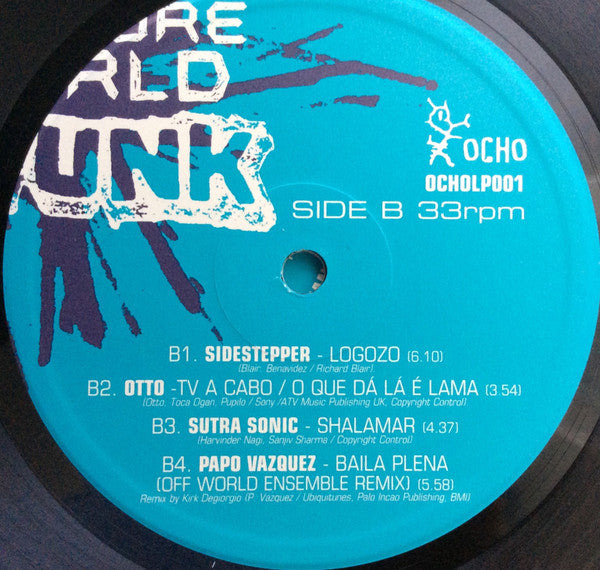 URE
RLD
UNK
OCHO
OCHOLP001
SIDE B 33rpm
B1. SIDESTEPPER - LOGOZO (6.10)
(Blair, Benavidez / Richard Blair).
B2. OTTO -TV A CABO / O QUE DÁ LÁ É LAMA (3.54)
(Otto, Toca Ogan, Pupilo / Sony /ATV Music Publishing UK, Copyright Control)
B3. SUTRA SONIC - SHALAMAR (4.37)
(Harvinder Nagi, Sanjiv Sharma / Copyright Control)
B4. PAPO VAZQUEZ - BAILA PLENA
(OFF WORLD ENSEMBLE REMIX) (5.58)
Remix by Kirk Degiorgio (P. Vazquez / Ubiquitunes, Palo Incao Publishing, BMI)